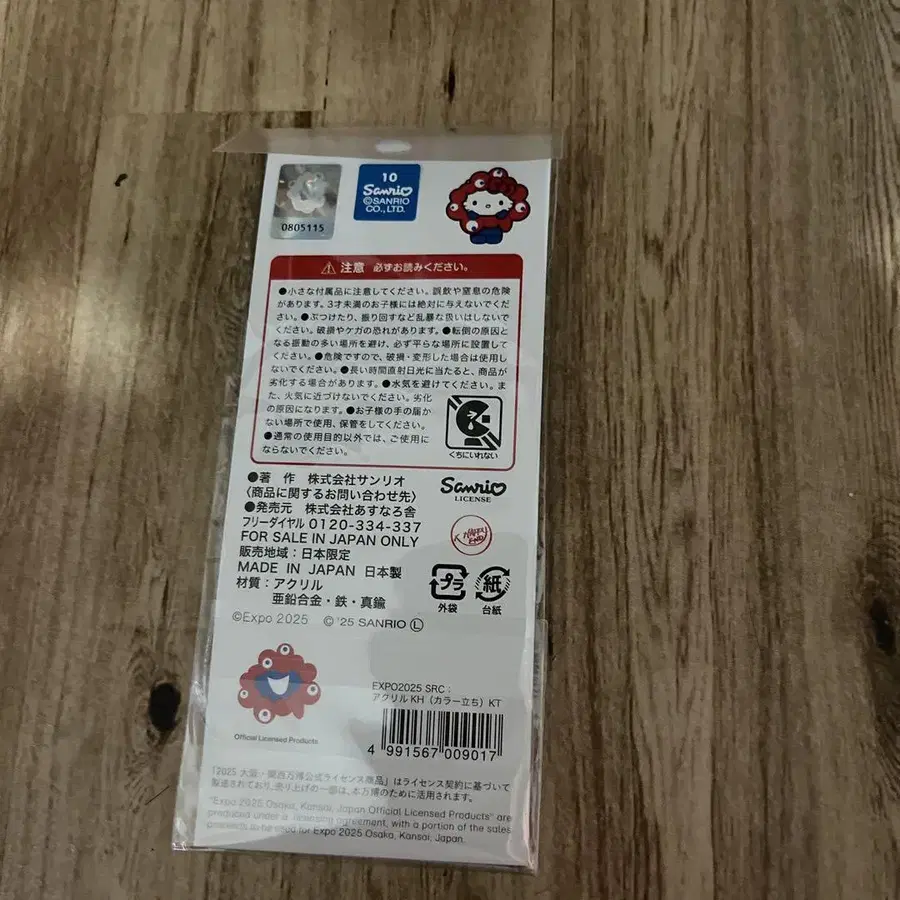 0805115
10
Sanrio
©SANRIO
CO.,LTD.
注意 必ずお読みください。
●小さな付属品に注意してください。誤飲や窒息の危険
があります。3才未満のお子様には絶対に与えないでくだ
さい。●ぶつけたり、振り回すなど乱暴な扱いはしないで
ください。破損やケガの恐れがあります。●転倒の原因と
なる振動の多い場所を避け、必ず平らな場所に設置して
ください。●危険ですので、破損・変形した場合は使用し
ないでください。●長い時間直射日光に当たると、商品が
劣化する場合があります。●水気を避けてください。ま
た、火気に近づけないでください。劣化
の原因になります。●お子様の手の届か
ない場所で使用、保管をしてください。
●通常の使用目的以外では、ご使用に
ならないでください。
くちにいれない
●著 作 株式会社サンリオ
〈商品に関するお問い合わせ先〉
●発売元 株式会社あすなろ舎
フリーダイヤル 0120-334-337
FOR SALE IN JAPAN ONLY
販売地域：日本限定
MADE IN JAPAN 日本製
材質：アクリル
亜鉛合金・鉄・真鍮
Sanrio
LICENSE
プラ
外袋
紙
台紙
©Expo 2025 © '25 SANRIO Ⓛ
Official Licensed Products
EXPO2025 SRC：
アクリルKH（カラー立ち）KT
4 991567 009017
「2025 大阪・関西万博公式ライセンス商品」はライセンス契約に基づいて
製造されており、売り上げの一部は、本万博のために活用されます。
"Expo 2025 Osaka, Kansai, Japan Official Licensed Products" are
produced under a licensing agreement, with a portion of the sales
proceeds to be used for Expo 2025 Osaka, Kansai, Japan.